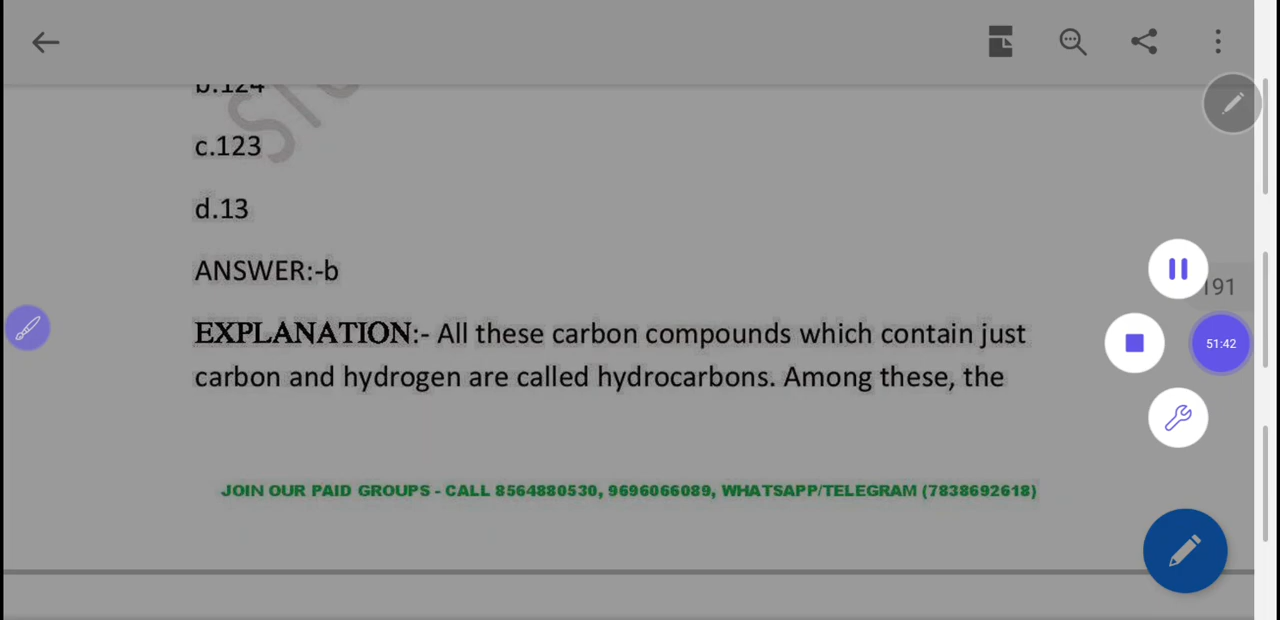 b.124
c.123
d.13
ANSWER:-b
191
EXPLANATION:- All these carbon compounds which contain just
51:42
carbon and hydrogen are called hydrocarbons. Among these, the
JOIN OUR PAID GROUPS - CALL 8564880530, 9696066089, WHATSAPP/TELEGRAM (7838692618)